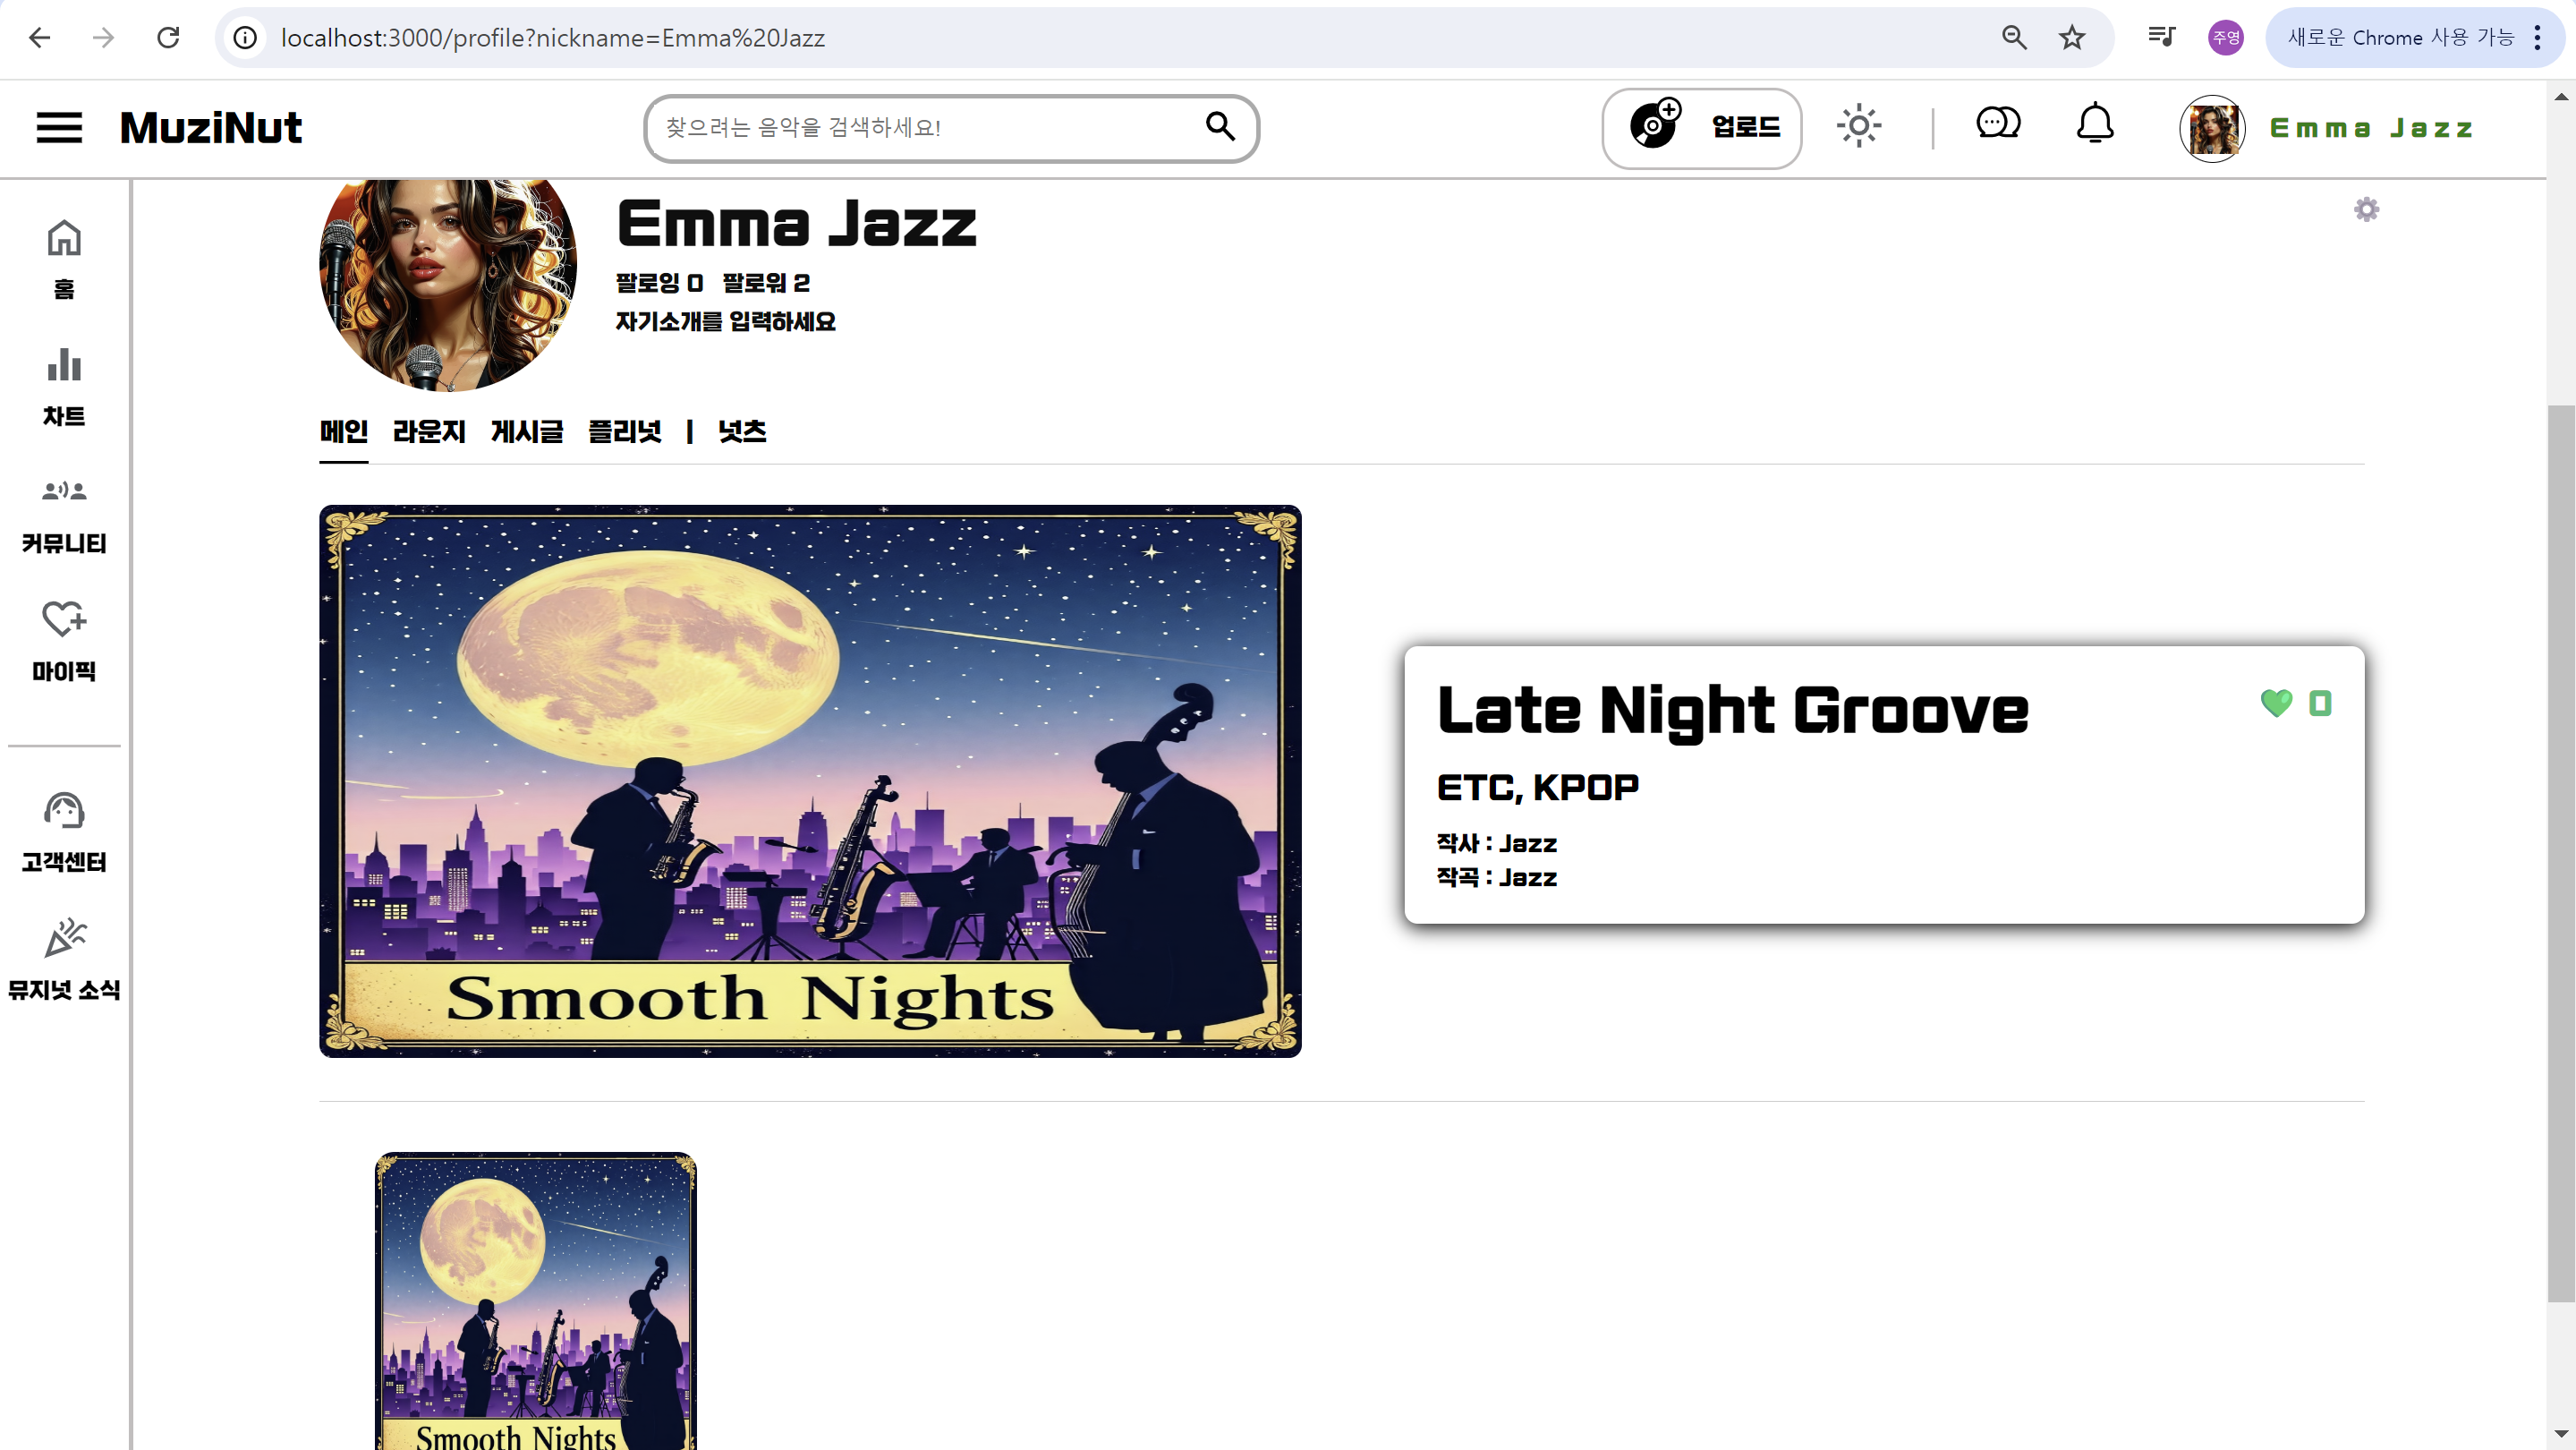 localhost:3000/profile?nickname=Emma%20Jazz
주영
새로운 Chrome 사용 가능
MuziNut
찾으려는 음악을 검색하세요!
업로드
Emma Jazz
홈
차트
커뮤니티
마이픽
고객센터
뮤지넛 소식
Emma Jazz
팔로잉 0 팔로워 2
자기소개를 입력하세요
메인 라운지 게시글 플리넛 | 넛츠
Smooth Nights
Late Night Groove
0
ETC, KPOP
작사 : Jazz
작곡 : Jazz
Smooth Nights